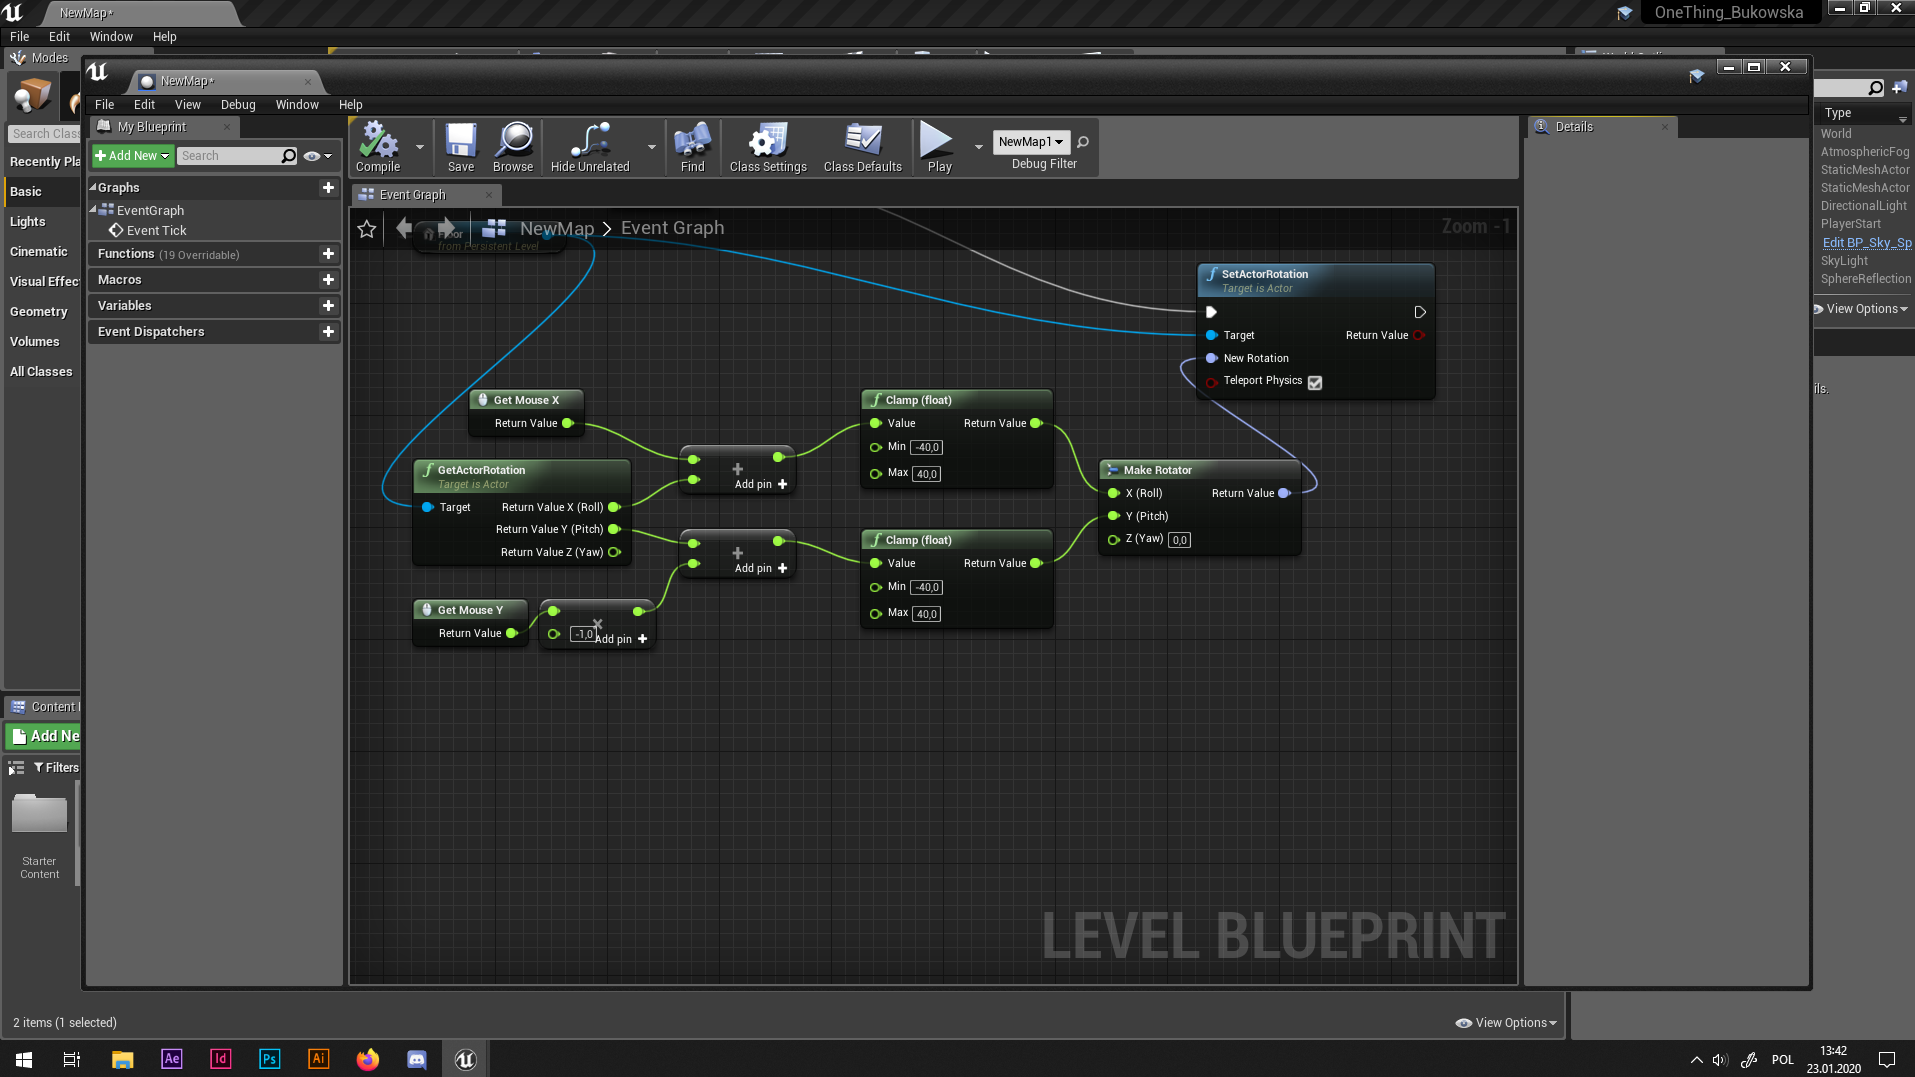 NewMap*
OneThing_Bukowska
File Edit Window Help
Modes
NewMap*
File Edit View Debug Window Help
Search Clas
Recently Pla
Basic
Lights
Cinematic
Visual Effec
Geometry
Volumes
All Classes
My Blueprint
Add New
Search
Graphs
EventGraph
Event Tick
Functions (19 Overridable)
Macros
Variables
Event Dispatchers
Compile
Save
Browse
Hide Unrelated
Find
Class Settings
Class Defaults
Play
NewMap1
Debug Filter
Event Graph
NewMap > Event Graph
Zoom -1
Floor
from Persistent Level
SetActorRotation
Target is Actor
Target
Return Value
New Rotation
Teleport Physics
Get Mouse X
Return Value
GetActorRotation
Target is Actor
Target
Return Value X (Roll)
Return Value Y (Pitch)
Return Value Z (Yaw)
Get Mouse Y
Return Value
-1,0
Add pin +
Add pin +
Add pin +
Clamp (float)
Value
Return Value
Min -40,0
Max 40,0
Clamp (float)
Value
Return Value
Min -40,0
Max 40,0
Make Rotator
X (Roll)
Return Value
Y (Pitch)
Z (Yaw) 0,0
LEVEL BLUEPRINT
Details
Type
World
AtmosphericFog
StaticMeshActor
StaticMeshActor
DirectionalLight
PlayerStart
Edit BP_Sky_Sp
SkyLight
SphereReflection
View Options
ils.
Content
Add Ne
Filters
Starter
Content
2 items (1 selected)
View Options
Ae
Id
Ps
Ai
POL
13:42
23.01.2020